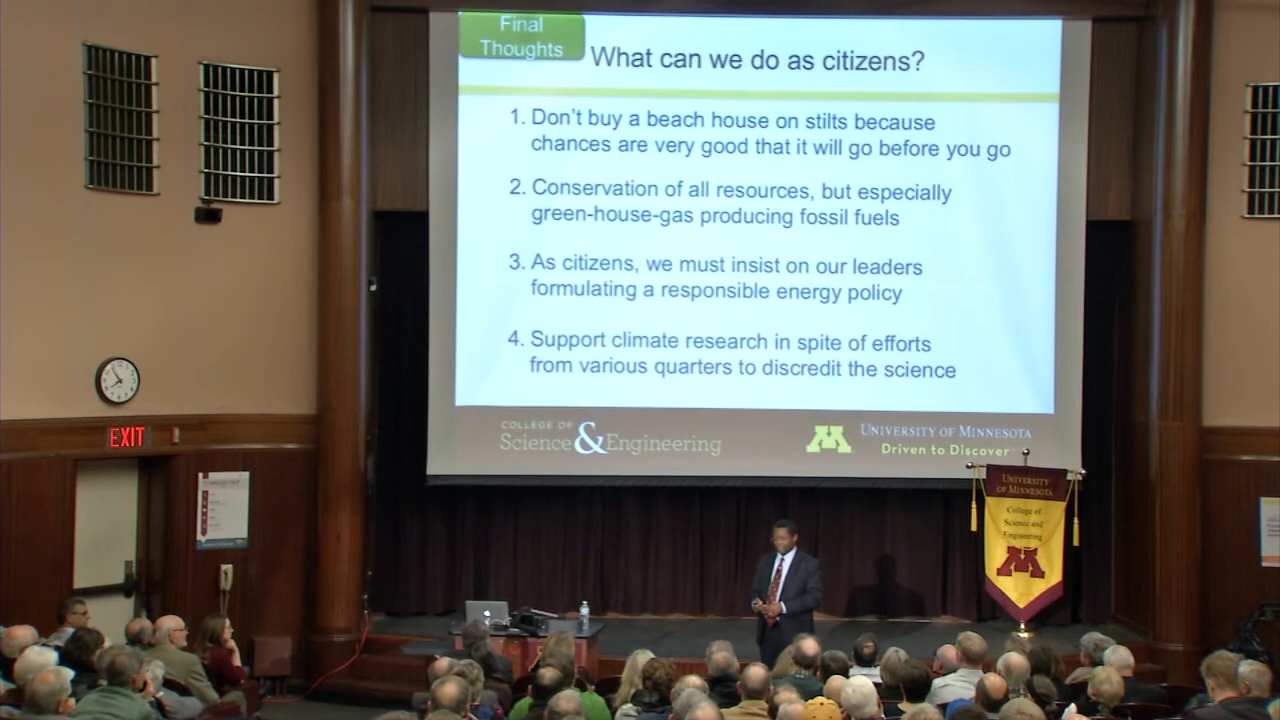 Final
Thoughts
What can we do as citizens?
1. Don't buy a beach house on stilts because
chances are very good that it will go before you go
2. Conservation of all resources, but especially
green-house-gas producing fossil fuels
3. As citizens, we must insist on our leaders
formulating a responsible energy policy
4. Support climate research in spite of efforts
from various quarters to discredit the science
COLLEGE OF
Science & Engineering
M
UNIVERSITY OF MINNESOTA
Driven to Discover
EXIT
UNIVERSITY
OF MINNESOTA
College of
Science and
Engineering
M